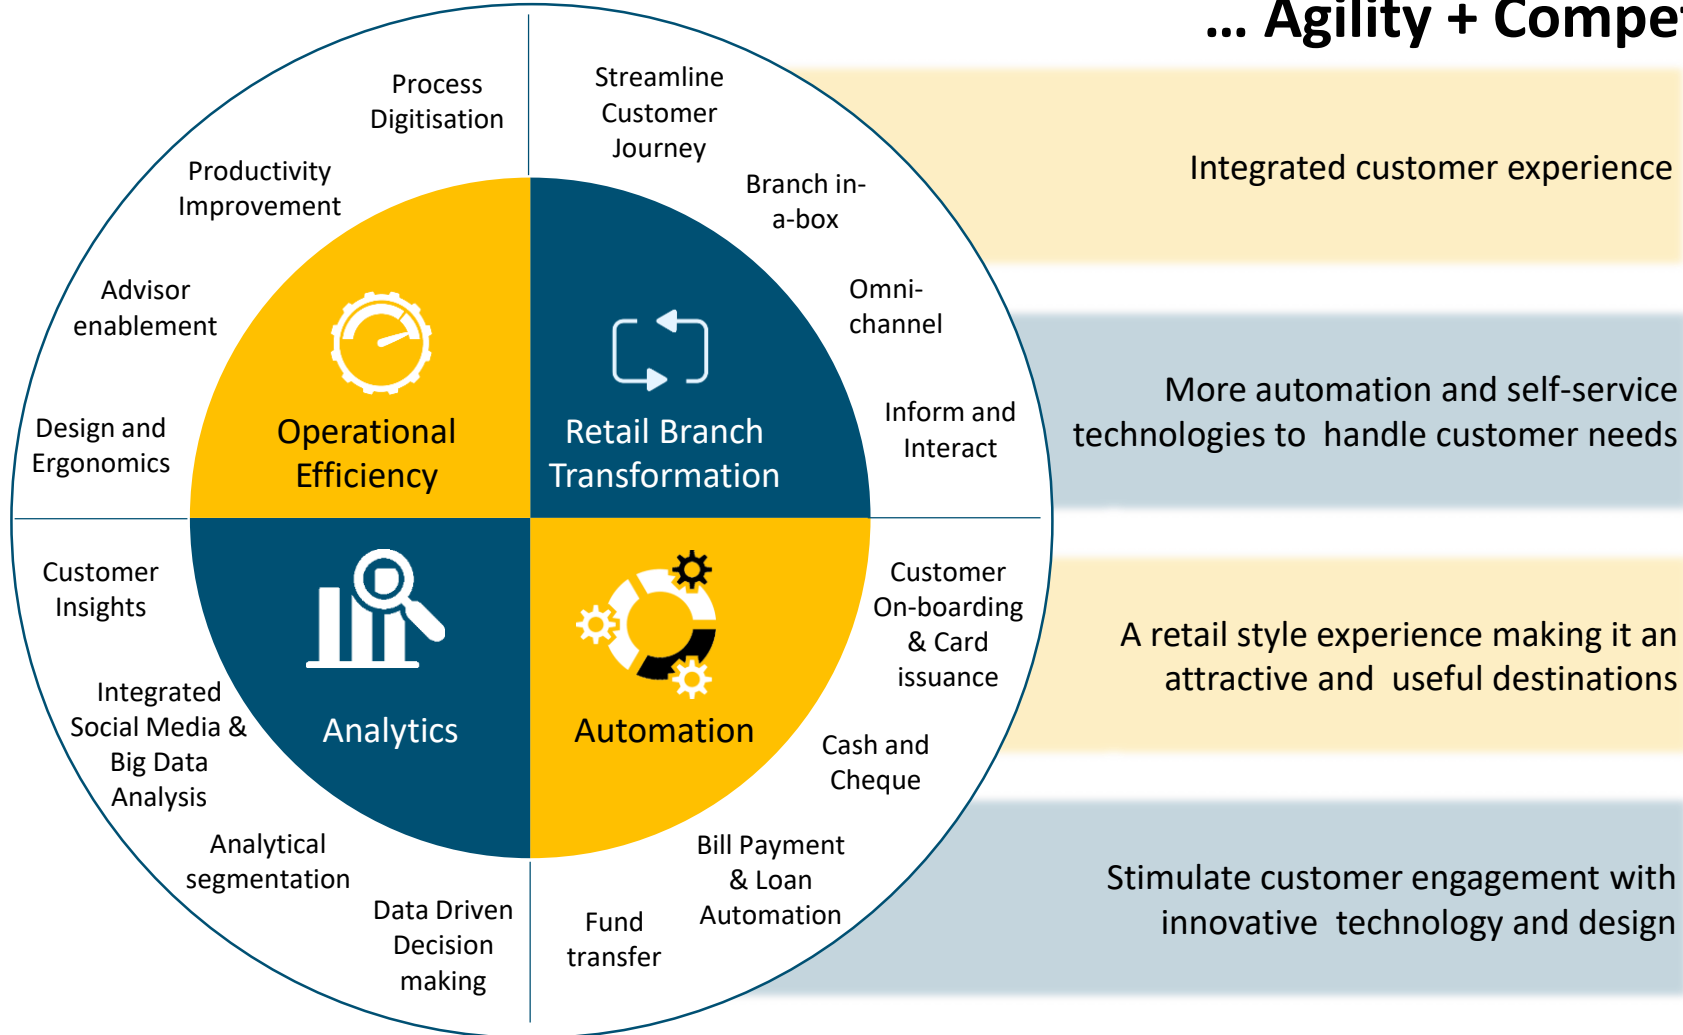 ... Agility + Compet
Process
Digitisation
Productivity
Improvement
Advisor
enablement
Design and
Ergonomics
Streamline
Customer
Journey
Branch in-
a-box
Omni-
channel
Inform and
Interact
Operational
Efficiency
Retail Branch
Transformation
Analytics
Automation
Customer
Insights
Integrated
Social Media &
Big Data
Analysis
Analytical
segmentation
Data Driven
Decision
making
Customer
On-boarding
& Card
issuance
Cash and
Cheque
Bill Payment
& Loan
Automation
Fund
transfer
Integrated customer experience
More automation and self-service
technologies to handle customer needs
A retail style experience making it an
attractive and useful destinations
Stimulate customer engagement with
innovative technology and design